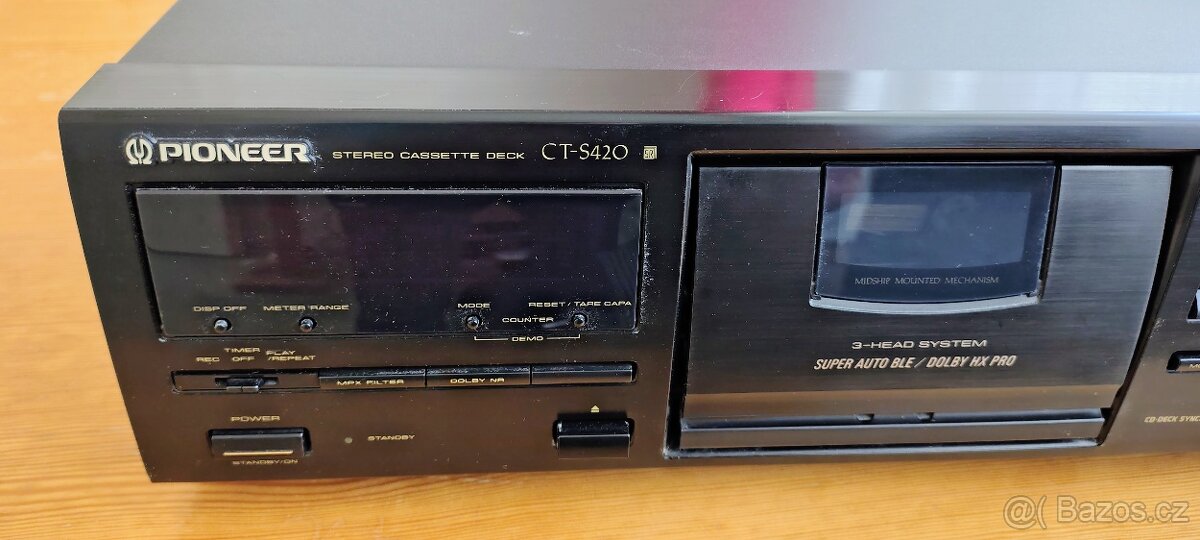 PIONEER STEREO CASSETTE DECK CT-S420 SR
DISP OFF METER RANGE MODE RESET / TAPE CAPA
COUNTER
DEMO
TIMER
REC OFF PLAY
/REPEAT
MPX FILTER DOLBY NR
POWER
STANDBY
STANDBY/ON
MIDSHIP MOUNTED MECHANISM
3-HEAD SYSTEM
SUPER AUTO BLE / DOLBY HX PRO
CD-DECK SYNC
@( Bazos.cz